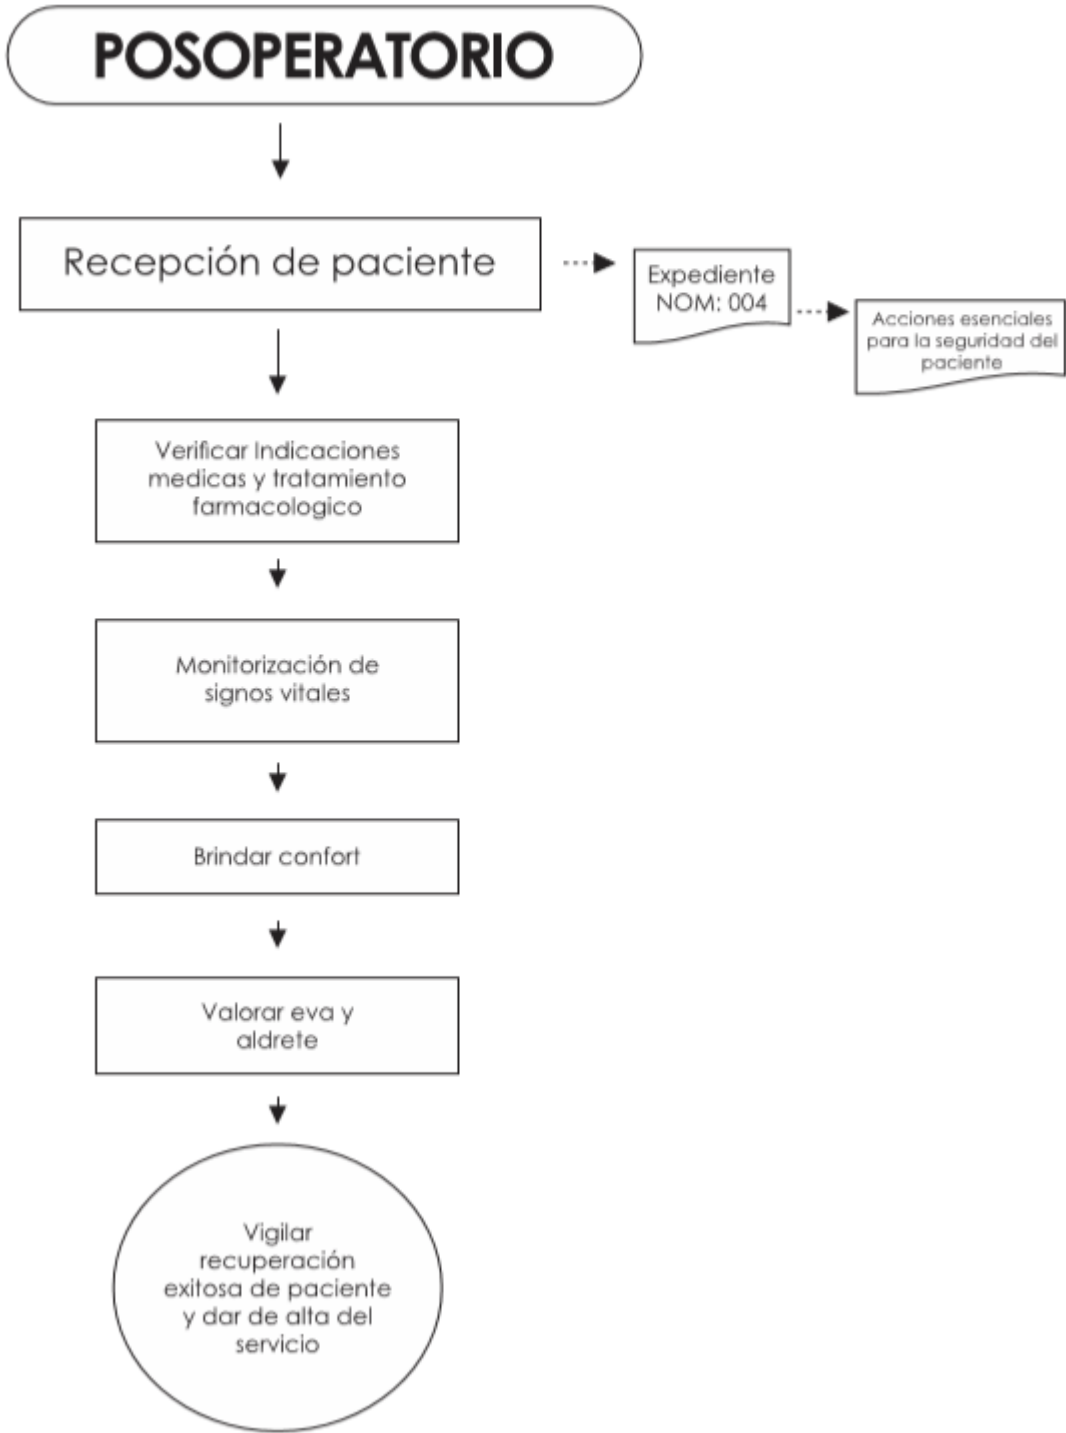 POSOPERATORIO
Recepción de paciente
Expediente
NOM: 004
Acciones esenciales
para la seguridad del
paciente
Verificar Indicaciones
medicas y tratamiento
farmacologico
Monitorización de
signos vitales
Brindar confort
Valorar eva y
aldrete
Vigilar
recuperación
exitosa de paciente
y dar de alta del
servicio